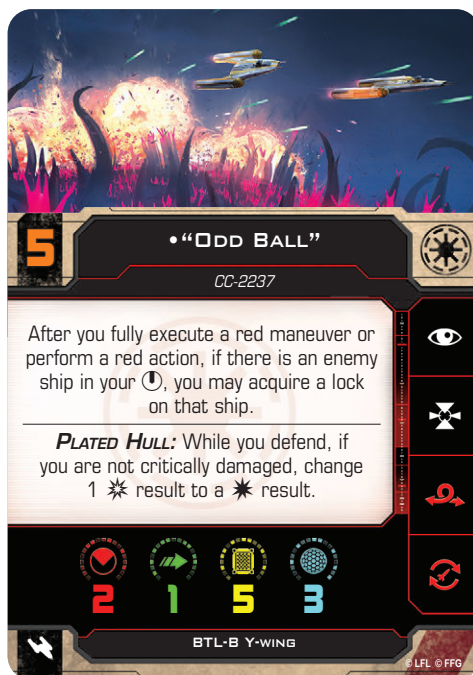 5
•“Odd Ball”
CC-2237
After you fully execute a red maneuver or
perform a red action, if there is an enemy
ship in your , you may acquire a lock
on that ship.
Plated Hull: While you defend, if
you are not critically damaged, change
1 result to a result.
2 1 5 3
BTL-B Y-wing
© LFL © FFG